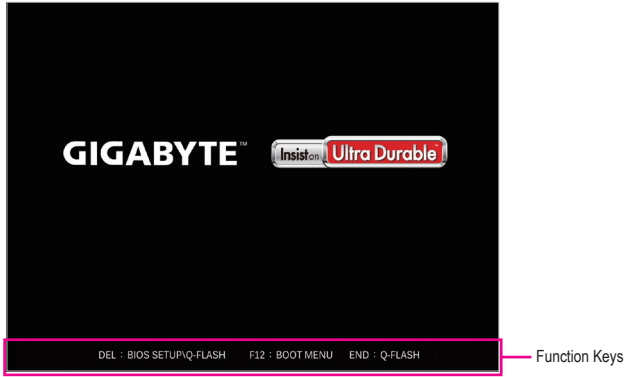 GIGABYTE™ Insist on Ultra Durable™
DEL : BIOS SETUP\Q-FLASH F12 : BOOT MENU END : Q-FLASH
Function Keys